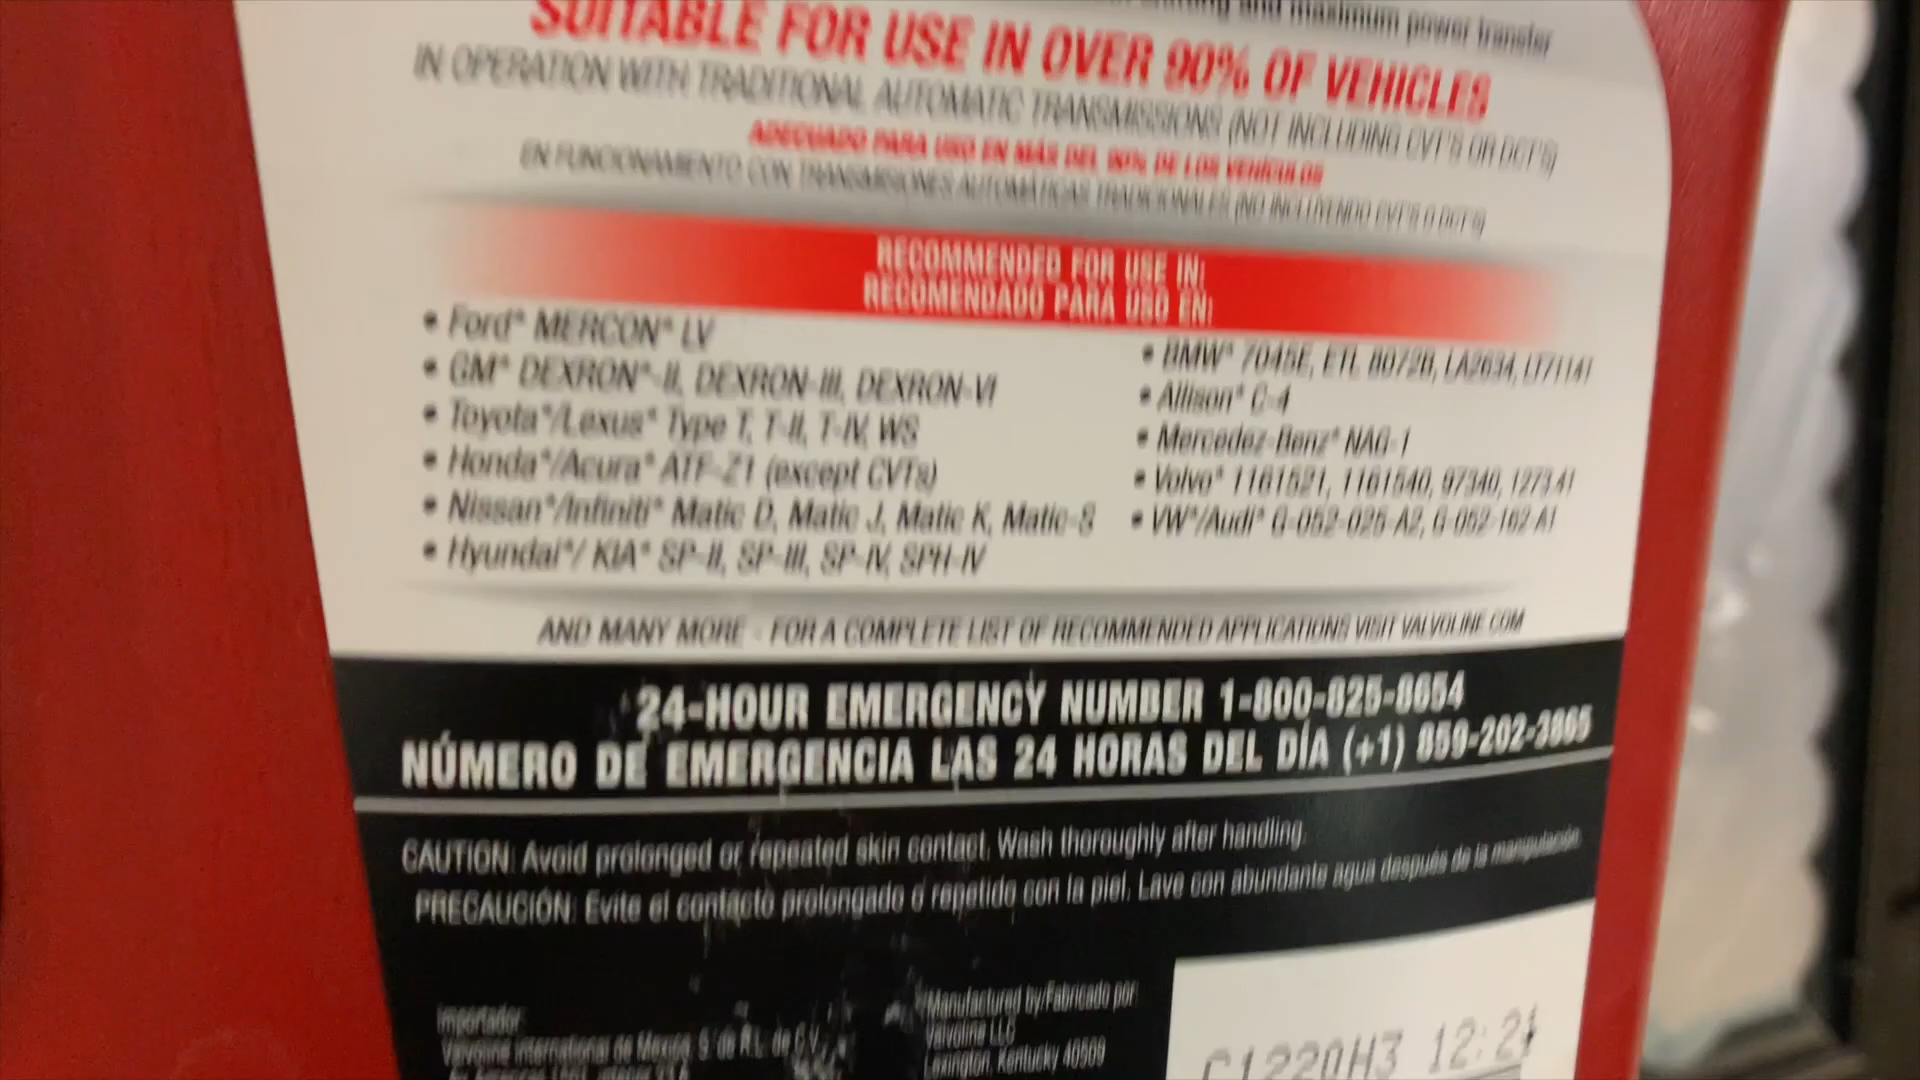 and maximum power transfer
SUITABLE FOR USE IN OVER 90% OF VEHICLES
IN OPERATION WITH TRADITIONAL AUTOMATIC TRANSMISSIONS (NOT INCLUDING CVT'S OR DCT'S)
ADECUADO PARA USO EN MÁS DEL 90% DE LOS VEHÍCULOS
EN FUNCIONAMIENTO CON TRANSMISIONES AUTOMÁTICAS TRADICIONALES (NO INCLUYENDO CVT'S O DCT'S)
RECOMMENDED FOR USE IN:
RECOMENDADO PARA USO EN:
• Ford® MERCON® LV
• GM® DEXRON®-II, DEXRON-III, DEXRON-VI
• Toyota®/Lexus® Type T, T-II, T-IV, WS
• Honda®/Acura® ATF-Z1 (except CVTs)
• Nissan®/Infiniti® Matic D, Matic J, Matic K, Matic-S
• Hyundai®/ KIA® SP-II, SP-III, SP-IV, SPH-IV
• BMW® 7045E, ETL 8072B, LA2634, LT71141
• Allison® C-4
• Mercedez-Benz® NAG-1
• Volvo® 1161521, 1161540, 97340, 1273.41
• VW®/Audi® G-052-025-A2, G-052-162-A1
AND MANY MORE - FOR A COMPLETE LIST OF RECOMMENDED APPLICATIONS VISIT VALVOLINE.COM
24-HOUR EMERGENCY NUMBER 1-800-825-8654
NÚMERO DE EMERGENCIA LAS 24 HORAS DEL DÍA (+1) 859-202-3865
CAUTION: Avoid prolonged or repeated skin contact. Wash thoroughly after handling.
PRECAUCIÓN: Evite el contacto prolongado o repetido con la piel. Lave con abundante agua después de la manipulación.
Importador:
Valvoline International de Mexico S. de R.L. de C.V.
Manufactured by/Fabricado por:
Valvoline LLC
Lexington, Kentucky 40509
C1220H3 12:21